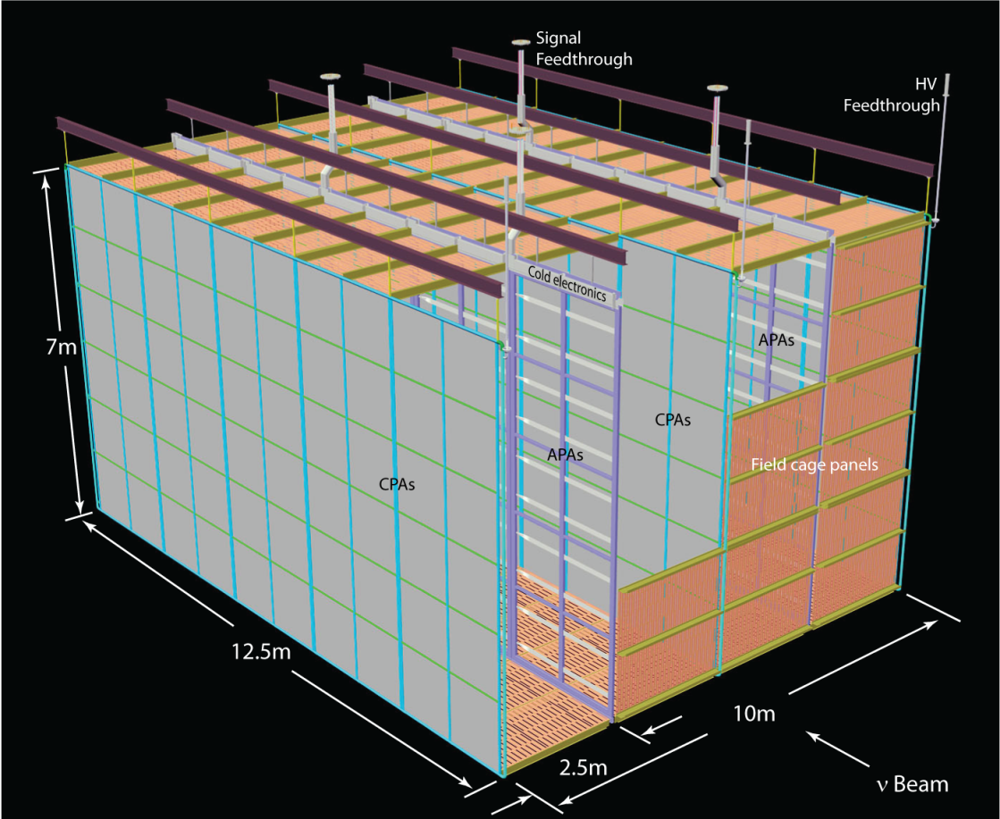 Signal
Feedthrough
HV
Feedthrough
Cold electronics
7m
APAs
CPAs
APAs
Field cage panels
CPAs
12.5m
10m
2.5m
ν Beam